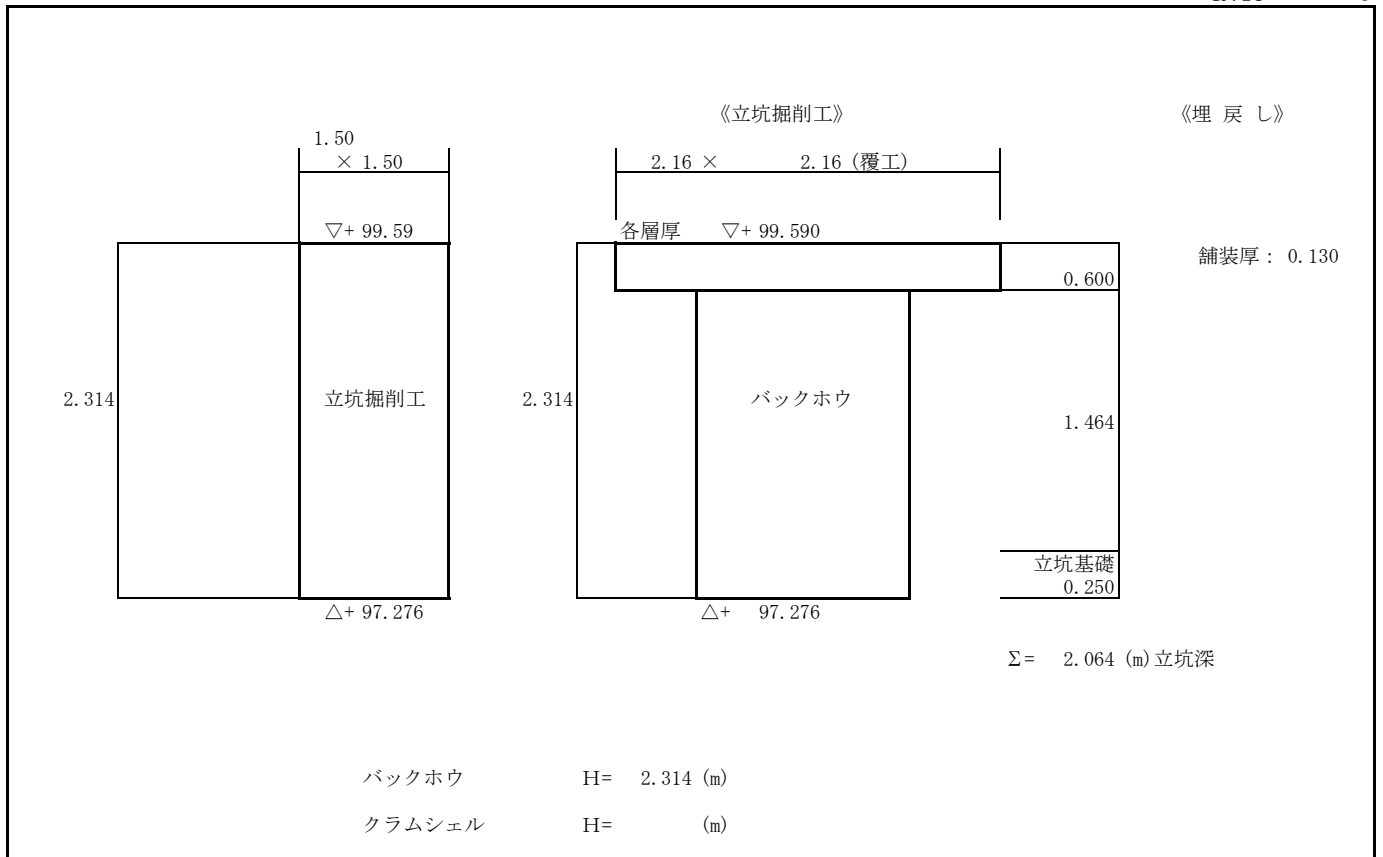 《立坑掘削工》 《埋 戻 し》
1.50
× 1.50
2.16 × 2.16 (覆工)
▽+ 99.59
各層厚 ▽+ 99.590
舗装厚： 0.130
0.600
2.314
立坑掘削工
2.314
バックホウ
1.464
立坑基礎
0.250
△+ 97.276
△+ 97.276
Σ= 2.064 (m)立坑深
バックホウ H= 2.314 (m)
クラムシェル H= (m)